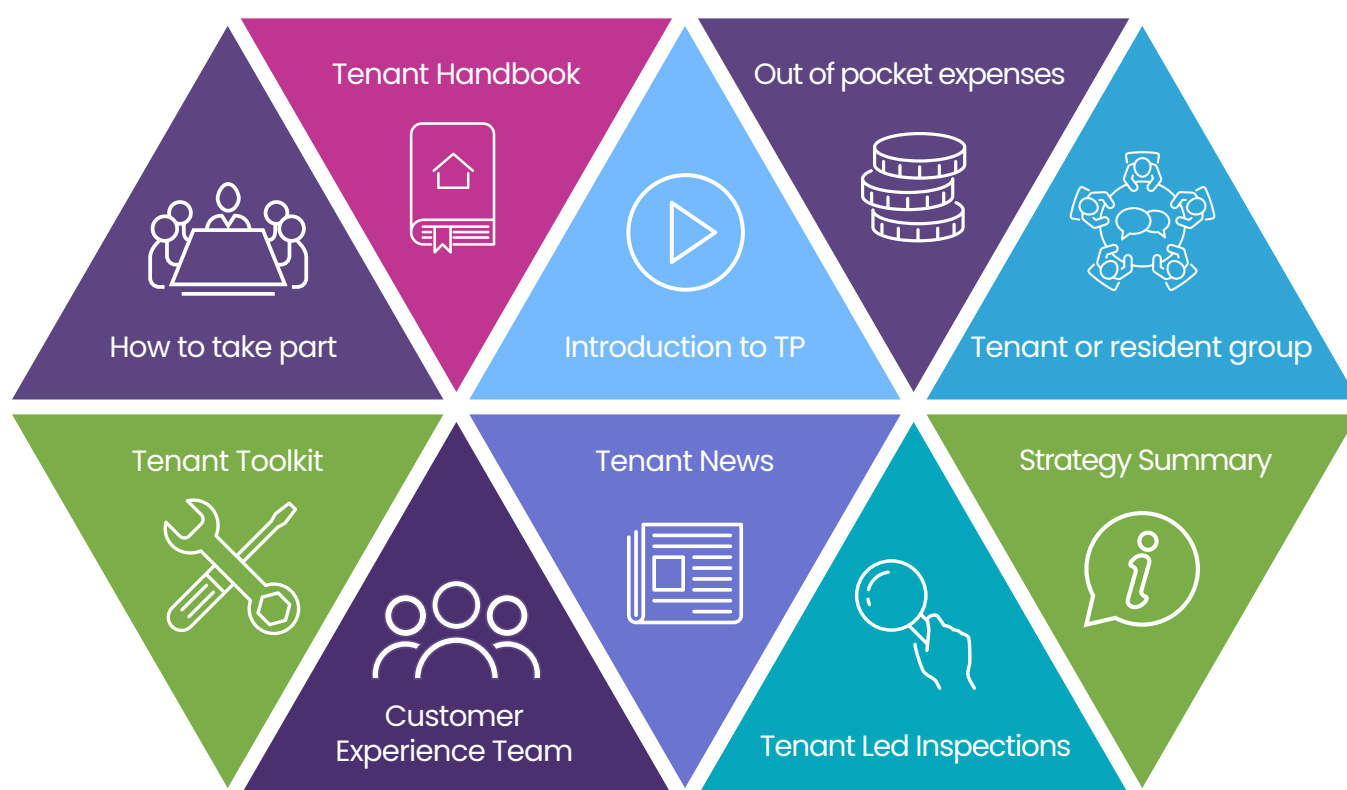 Tenant Handbook
Out of pocket expenses
How to take part
Introduction to TP
Tenant or resident group
Tenant Toolkit
Tenant News
Strategy Summary
Customer
Experience Team
Tenant Led Inspections